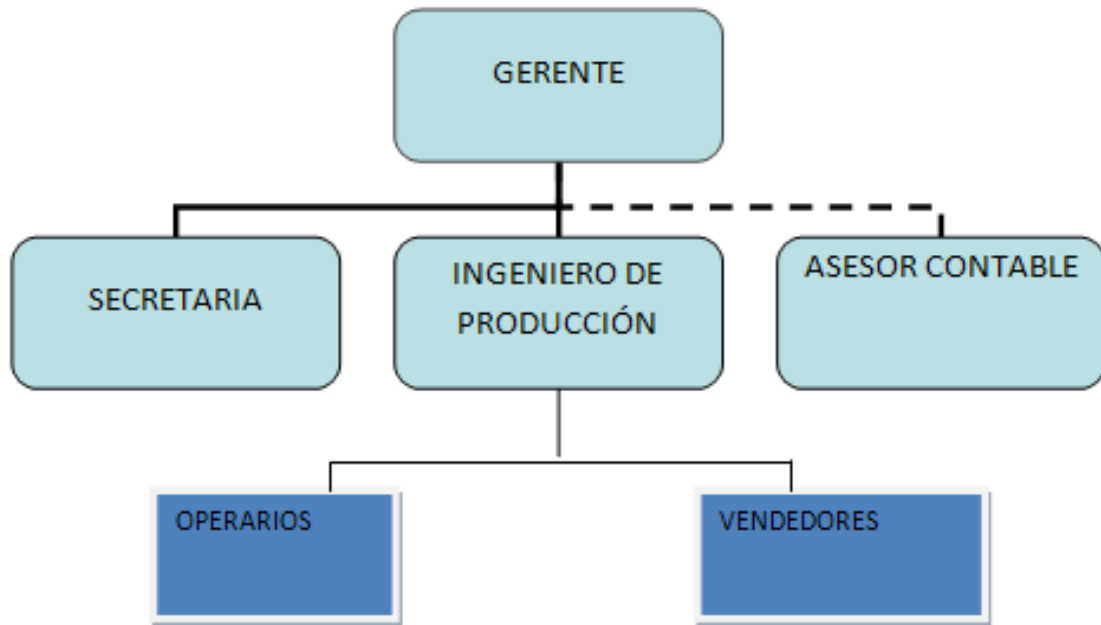 GERENTE
SECRETARIA
INGENIERO DE
PRODUCCIÓN
ASESOR CONTABLE
OPERARIOS
VENDEDORES